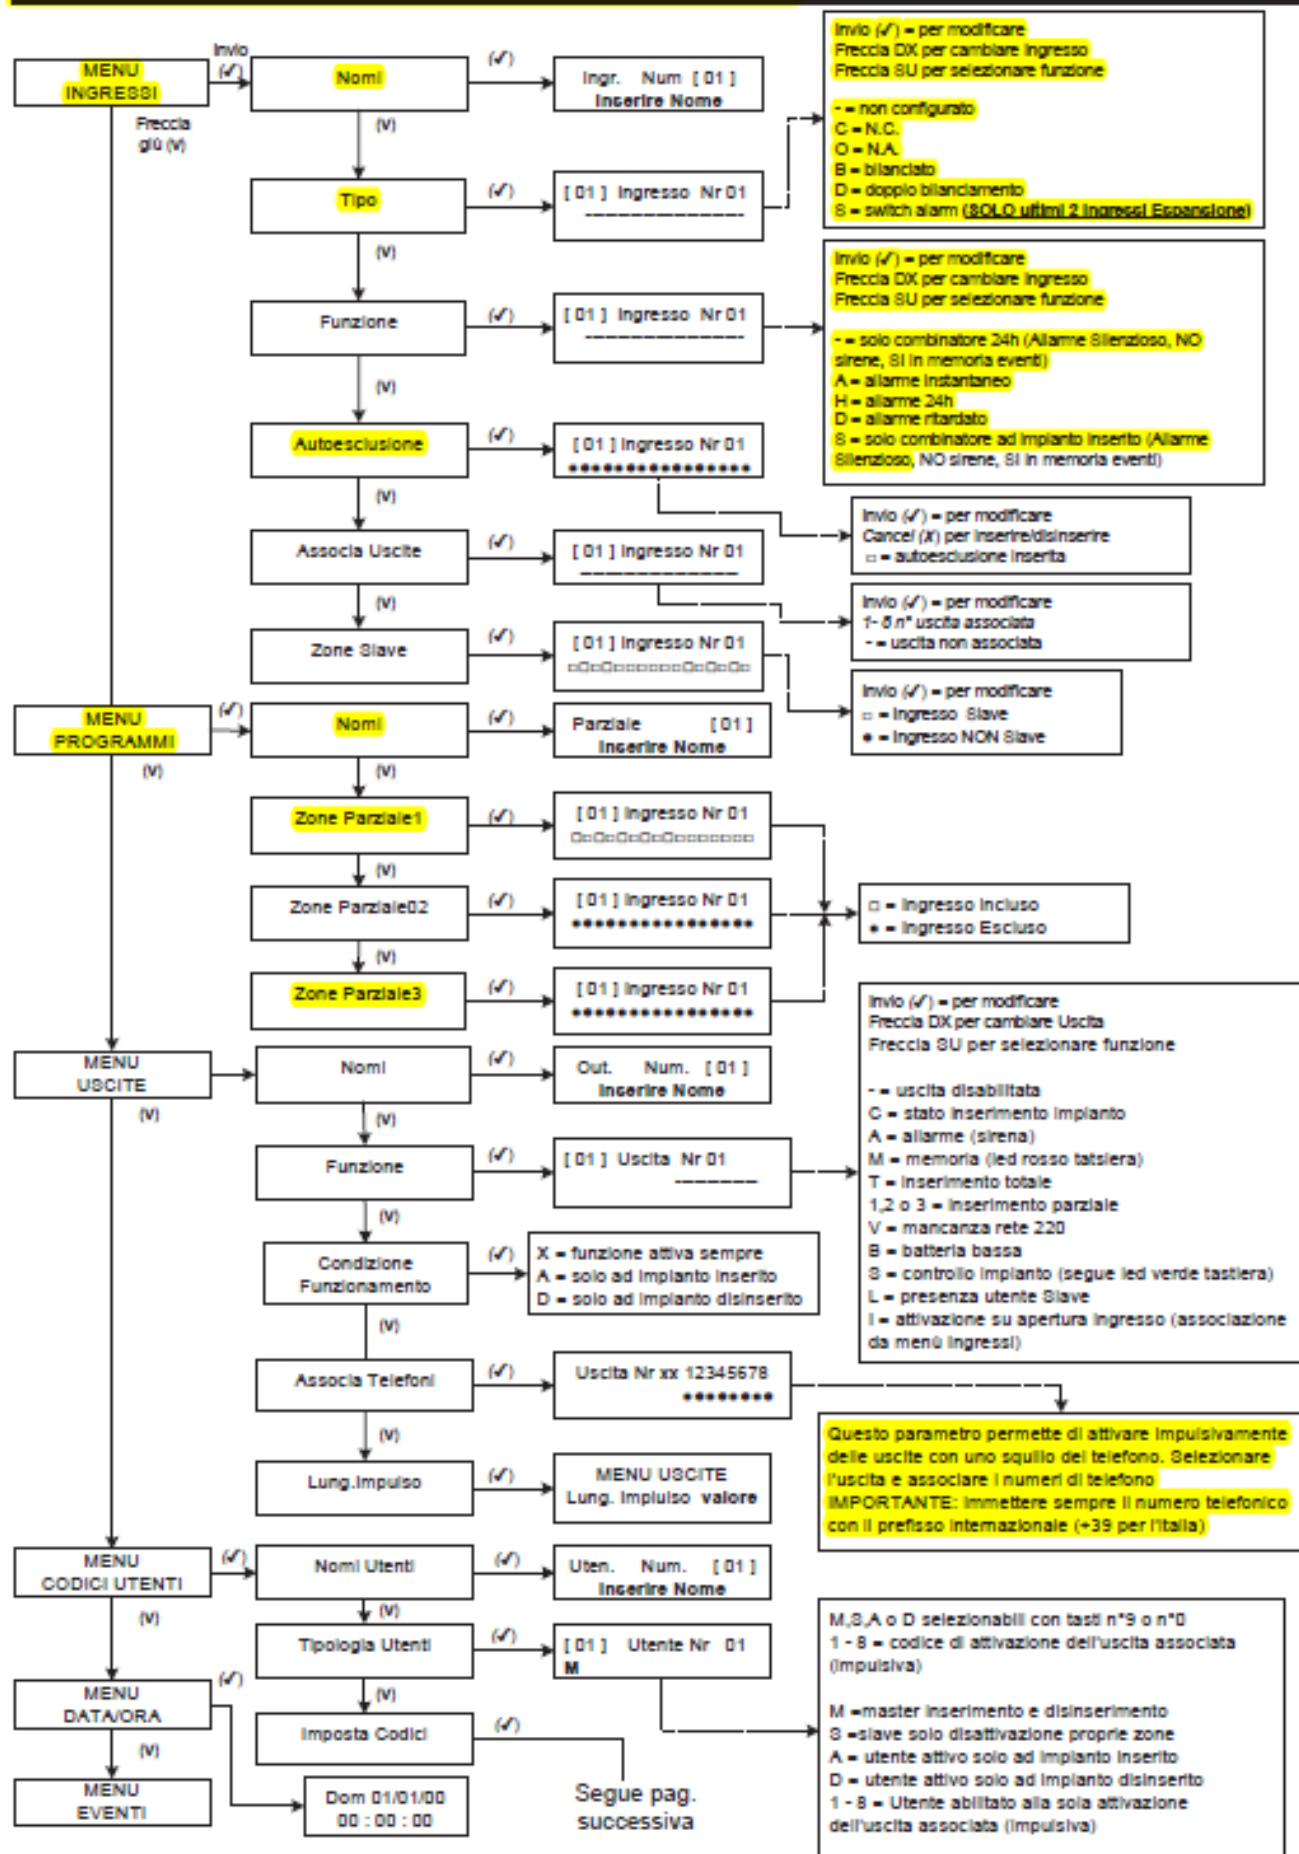 Invio
(✓)
MENU
INGRESSI
Freccia
giù (v)
Nomi
(✓)
Ingr. Num [ 01 ]
Inserire Nome
(v)
Invio (✓) = per modificare
Freccia DX per cambiare Ingresso
Freccia SU per selezionare funzione
- = non configurato
C = N.C.
O = N.A.
B = bilanciato
D = doppio bilanciamento
S = switch alarm (SOLO ultimi 2 Ingressi Espansione)
Tipo
(✓)
[ 01 ] Ingresso Nr 01
----------------
(v)
Funzione
(✓)
[ 01 ] Ingresso Nr 01
----------------
(v)
Invio (✓) = per modificare
Freccia DX per cambiare Ingresso
Freccia SU per selezionare funzione
- = solo combinatore 24h (Allarme Silenzioso, NO
sirene, SI in memoria eventi)
A = allarme instantaneo
H = allarme 24h
D = allarme ritardato
S = solo combinatore ad impianto inserito (Allarme
Silenzioso, NO sirene, SI in memoria eventi)
Autoesclusione
(✓)
[ 01 ] Ingresso Nr 01
●●●●●●●●●●●●●●●●
(v)
Invio (✓) = per modificare
Cancel (X) per inserire/disinserire
□ = autoesclusione inserita
Associa Uscite
(✓)
[ 01 ] Ingresso Nr 01
----------------
(v)
Invio (✓) = per modificare
1- 8 n° uscita associata
- = uscita non associata
Zone Slave
(✓)
[ 01 ] Ingresso Nr 01
□□□□□□□□□□□□□□□□
Invio (✓) = per modificare
□ = Ingresso Slave
● = Ingresso NON Slave
MENU
PROGRAMMI
(✓)
(v)
Nomi
(✓)
Parziale [ 01 ]
Inserire Nome
(v)
Zone Parziale1
(✓)
[ 01 ] Ingresso Nr 01
□□□□□□□□□□□□□□□□
(v)
Zone Parziale02
(✓)
[ 01 ] Ingresso Nr 01
●●●●●●●●●●●●●●●●
(v)
□ = Ingresso Incluso
● = Ingresso Escluso
Zone Parziale3
(✓)
[ 01 ] Ingresso Nr 01
●●●●●●●●●●●●●●●●
MENU
USCITE
(v)
Nomi
(✓)
Out. Num. [ 01 ]
Inserire Nome
(v)
Funzione
(✓)
[ 01 ] Uscita Nr 01
--------
(v)
Invio (✓) = per modificare
Freccia DX per cambiare Uscita
Freccia SU per selezionare funzione
- = uscita disabilitata
C = stato inserimento impianto
A = allarme (sirena)
M = memoria (led rosso tatsiera)
T = inserimento totale
1,2 o 3 = inserimento parziale
V = mancanza rete 220
B = batteria bassa
S = controllo impianto (segue led verde tastiera)
L = presenza utente Slave
I = attivazione su apertura ingresso (associazione
da menù ingressi)
Condizione
Funzionamento
(✓)
X = funzione attiva sempre
A = solo ad impianto inserito
D = solo ad impianto disinserito
(v)
Associa Telefoni
(✓)
Uscita Nr xx 12345678
●●●●●●●●
(v)
Lung.Impulso
(✓)
MENU USCITE
Lung. Impluiso valore
Questo parametro permette di attivare impulsivamente
delle uscite con uno squillo del telefono. Selezionare
l'uscita e associare i numeri di telefono
IMPORTANTE: Immettere sempre il numero telefonico
con il prefisso internazionale (+39 per l'Italia)
MENU
CODICI UTENTI
(✓)
(v)
Nomi Utenti
(✓)
Uten. Num. [ 01 ]
Inserire Nome
(v)
Tipologia Utenti
(✓)
[ 01 ] Utente Nr 01
M
(v)
Imposta Codici
(✓)
Segue pag.
successiva
M,S,A o D selezionabili con tasti n°9 o n°0
1 - 8 = codice di attivazione dell'uscita associata
(impulsiva)
M =master inserimento e disinserimento
S =slave solo disattivazione proprie zone
A = utente attivo solo ad impianto inserito
D = utente attivo solo ad impianto disinserito
1 - 8 = Utente abilitato alla sola attivazione
dell'uscita associata (impulsiva)
MENU
DATA/ORA
(✓)
(v)
Dom 01/01/00
00 : 00 : 00
MENU
EVENTI